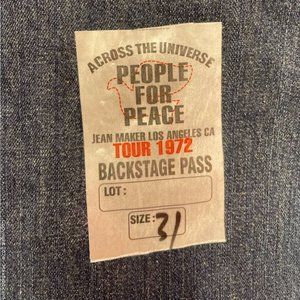 ACROSS THE UNIVERSE
PEOPLE
FOR
PEACE
JEAN MAKER LOS ANGELES CA
TOUR 1972
BACKSTAGE PASS
LOT :
SIZE : 31